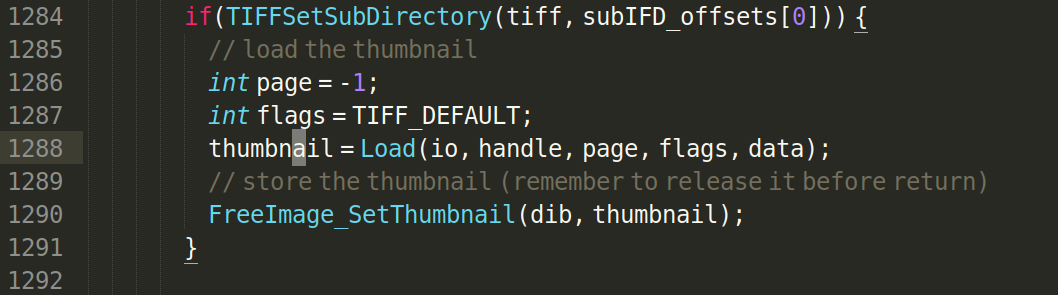 1284 if(TIFFSetSubDirectory(tiff, subIFD_offsets[0])) {
1285 // load the thumbnail
1286 int page = -1;
1287 int flags = TIFF_DEFAULT;
1288 thumbnail = Load(io, handle, page, flags, data);
1289 // store the thumbnail (remember to release it before return)
1290 FreeImage_SetThumbnail(dib, thumbnail);
1291 }
1292